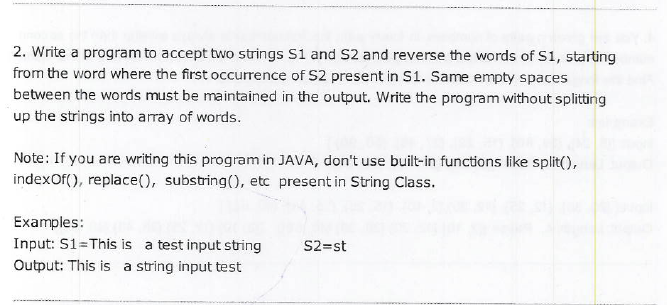 2. Write a program to accept two strings S1 and S2 and reverse the words of S1, starting
from the word where the first occurrence of S2 present in S1. Same empty spaces
between the words must be maintained in the output. Write the program without splitting
up the strings into array of words.
Note: If you are writing this program in JAVA, don't use built-in functions like split(),
indexOf(), replace(), substring(), etc present in String Class.
Examples:
Input: S1=This is   a test input string        S2=st
Output: This is   a string input test